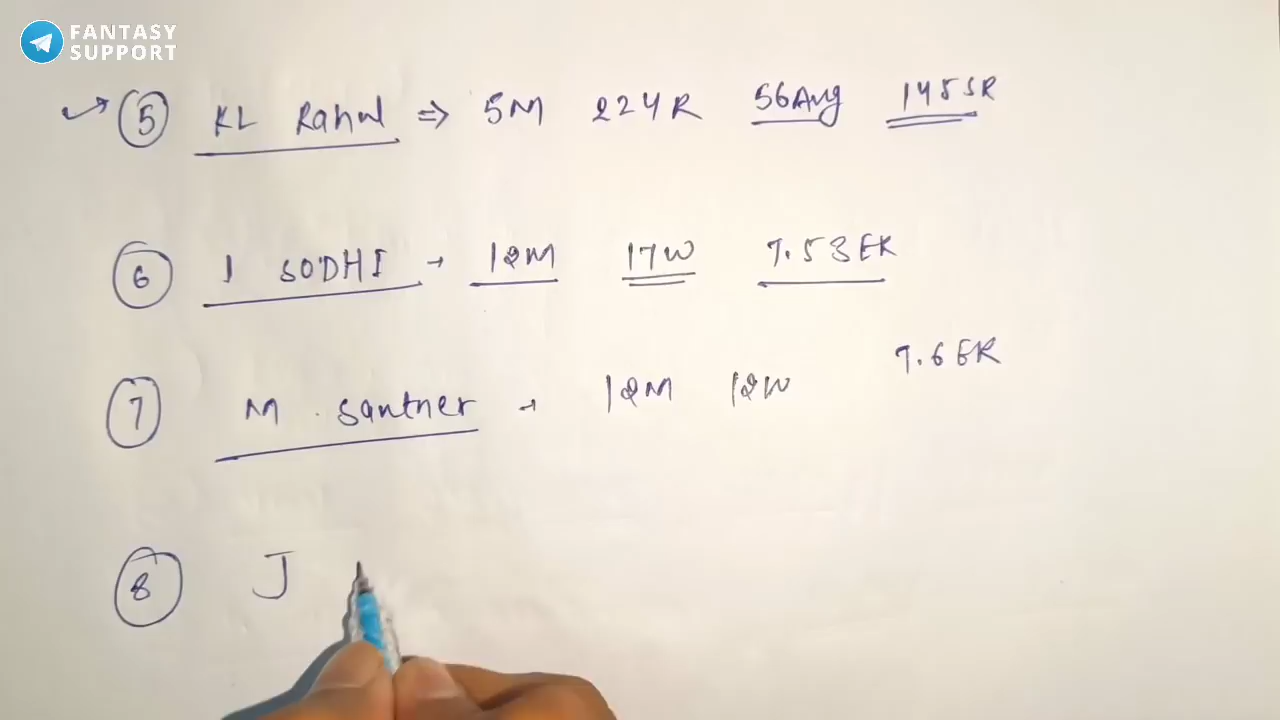 FANTASY
SUPPORT
5 KL Rahul ⇒ 5M 224R 56Avg 145SR
6 I SODHI → 12M 17W 7.53ER
7 M. Santner → 12M 12W 7.6ER
8 J